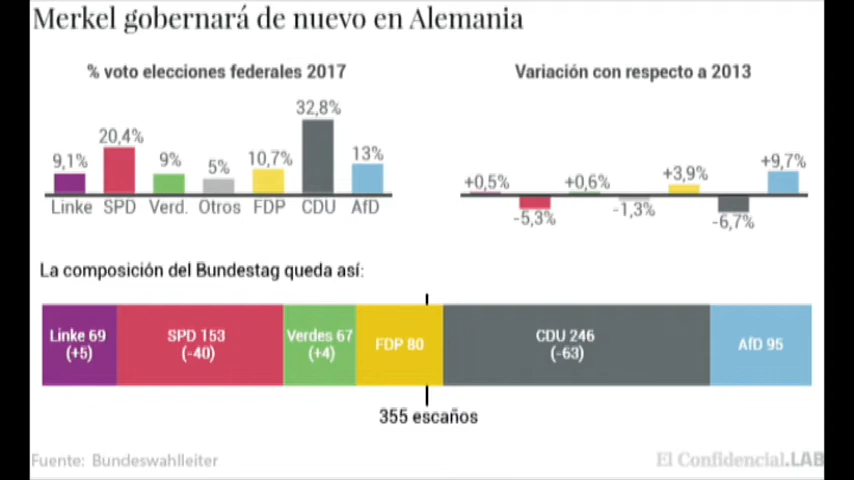 Merkel gobernará de nuevo en Alemania
% voto elecciones federales 2017
9,1% 20,4% 9% 5% 10,7% 32,8% 13%
Linke SPD Verd. Otros FDP CDU AfD
Variación con respecto a 2013
+0,5% -5,3% +0,6% -1,3% +3,9% -6,7% +9,7%
La composición del Bundestag queda así:
Linke 69 SPD 153 Verdes 67 FDP 80 CDU 246 AfD 95
(+5) (-40) (+4) (-63)
355 escaños
Fuente: Bundeswahlleiter
El Confidencial.LAB